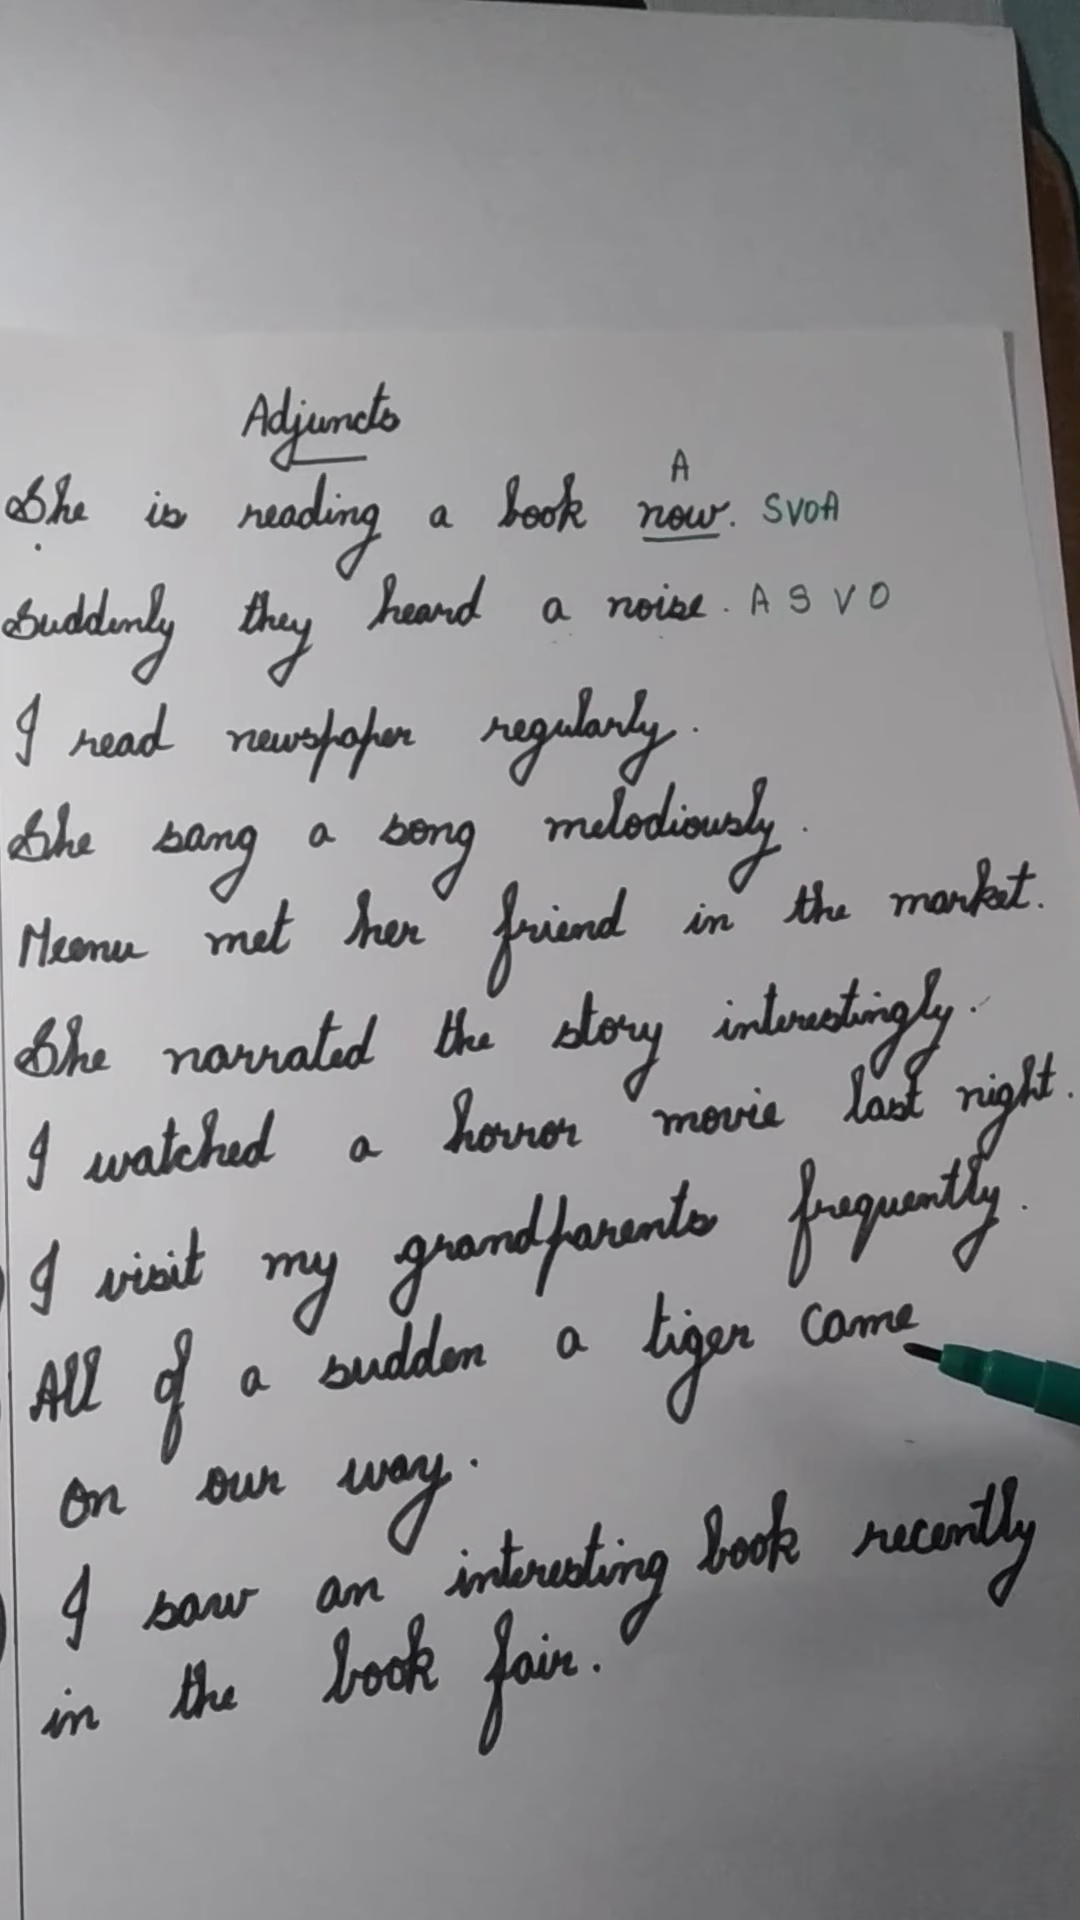 Adjuncts
A
She is reading a book now. SVOA
Suddenly they heard a noise. A S V O
I read newspaper regularly.
She sang a song melodiously.
Meenu met her friend in the market.
She narrated the story interestingly.
I watched a horror movie last night.
I visit my grandparents frequently.
All of a sudden a tiger came
on our way.
I saw an interesting book recently
in the book fair.